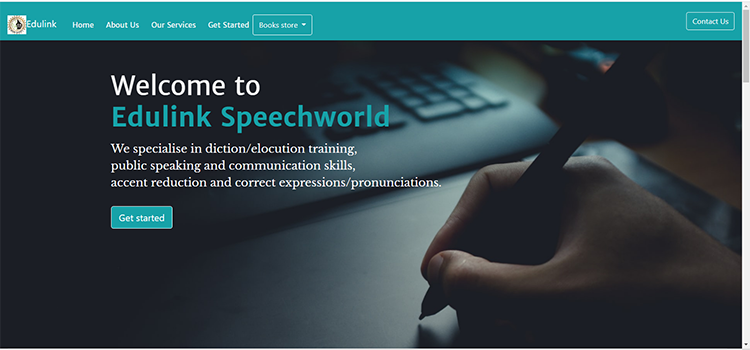 Edulink Home About Us Our Services Get Started Books store Contact Us
Welcome to
Edulink Speechworld
We specialise in diction/elocution training,
public speaking and communication skills,
accent reduction and correct expressions/pronunciations.
Get started